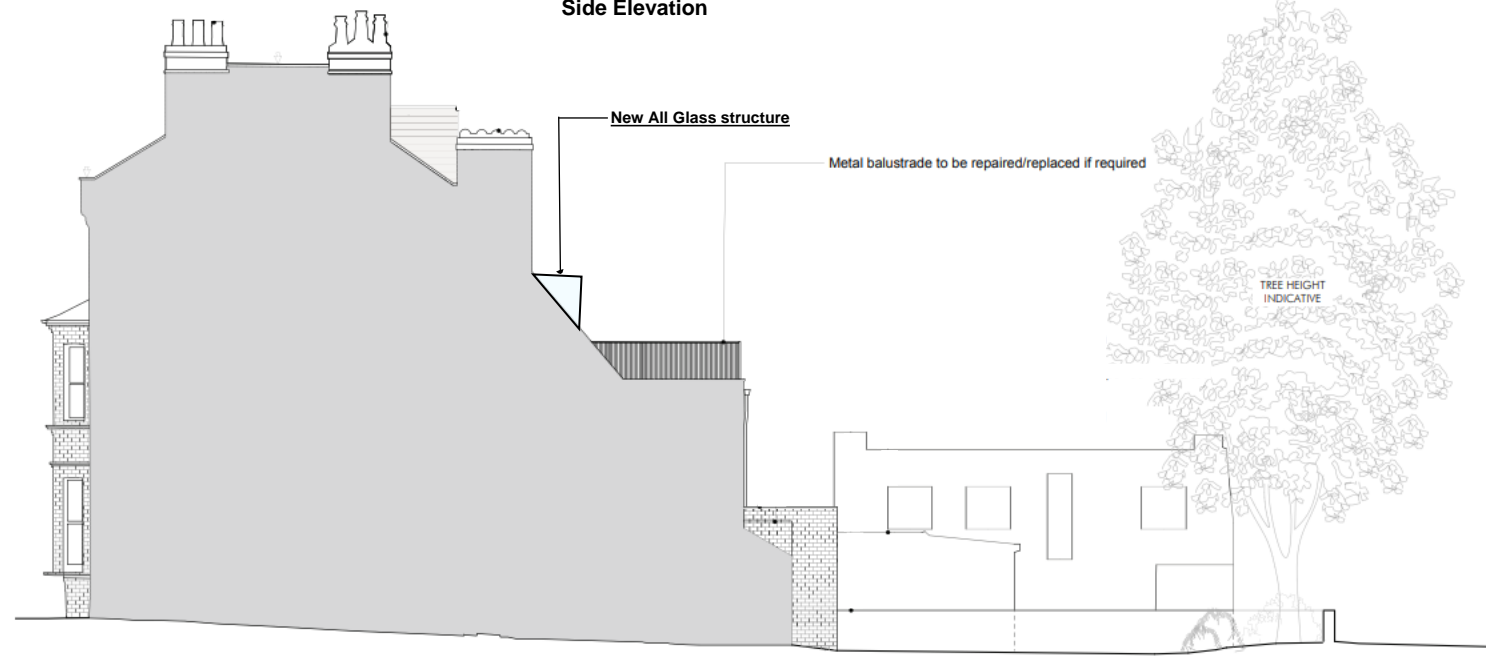 Side Elevation
New All Glass structure
Metal balustrade to be repaired/replaced if required
TREE HEIGHT
INDICATIVE